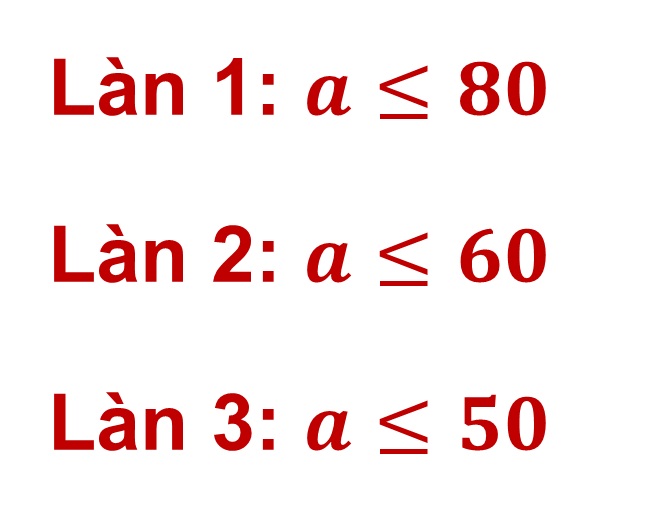 Làn 1: a ≤ 80
Làn 2: a ≤ 60
Làn 3: a ≤ 50